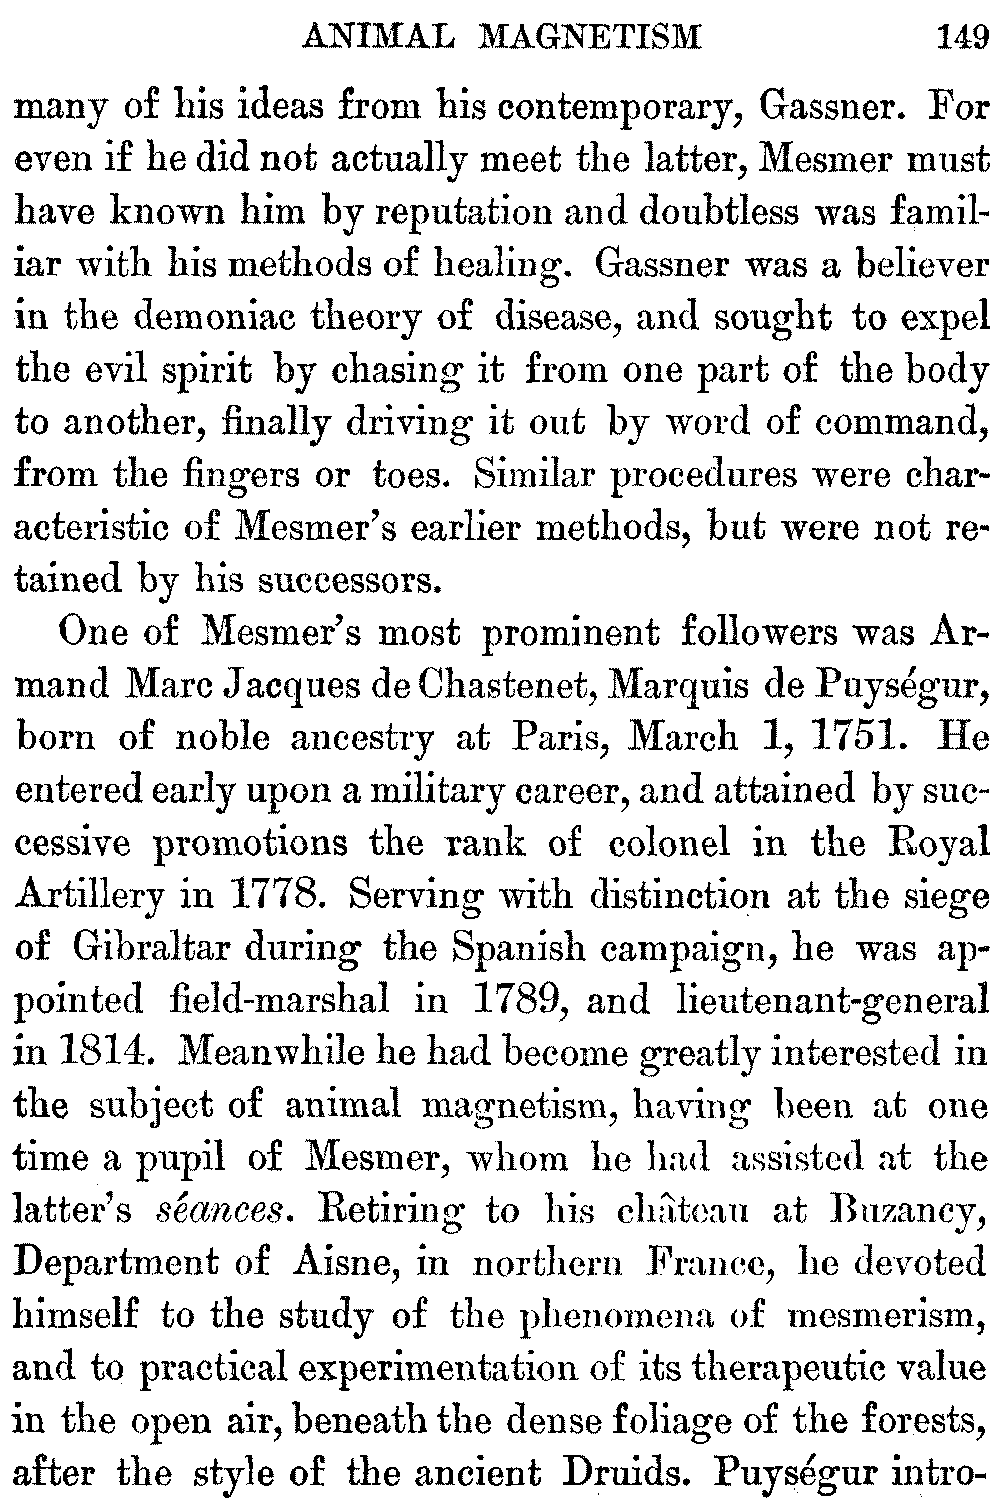 ANIMAL MAGNETISM 149
many of his ideas from his contemporary, Gassner. For
even if he did not actually meet the latter, Mesmer must
have known him by reputation and doubtless was famil-
iar with his methods of healing. Gassner was a believer
in the demoniac theory of disease, and sought to expel
the evil spirit by chasing it from one part of the body
to another, finally driving it out by word of command,
from the fingers or toes. Similar procedures were char-
acteristic of Mesmer's earlier methods, but were not re-
tained by his successors.
One of Mesmer's most prominent followers was Ar-
mand Marc Jacques de Chastenet, Marquis de Puységur,
born of noble ancestry at Paris, March 1, 1751. He
entered early upon a military career, and attained by suc-
cessive promotions the rank of colonel in the Royal
Artillery in 1778. Serving with distinction at the siege
of Gibraltar during the Spanish campaign, he was ap-
pointed field-marshal in 1789, and lieutenant-general
in 1814. Meanwhile he had become greatly interested in
the subject of animal magnetism, having been at one
time a pupil of Mesmer, whom he had assisted at the
latter's séances. Retiring to his château at Buzancy,
Department of Aisne, in northern France, he devoted
himself to the study of the phenomena of mesmerism,
and to practical experimentation of its therapeutic value
in the open air, beneath the dense foliage of the forests,
after the style of the ancient Druids. Puységur intro-